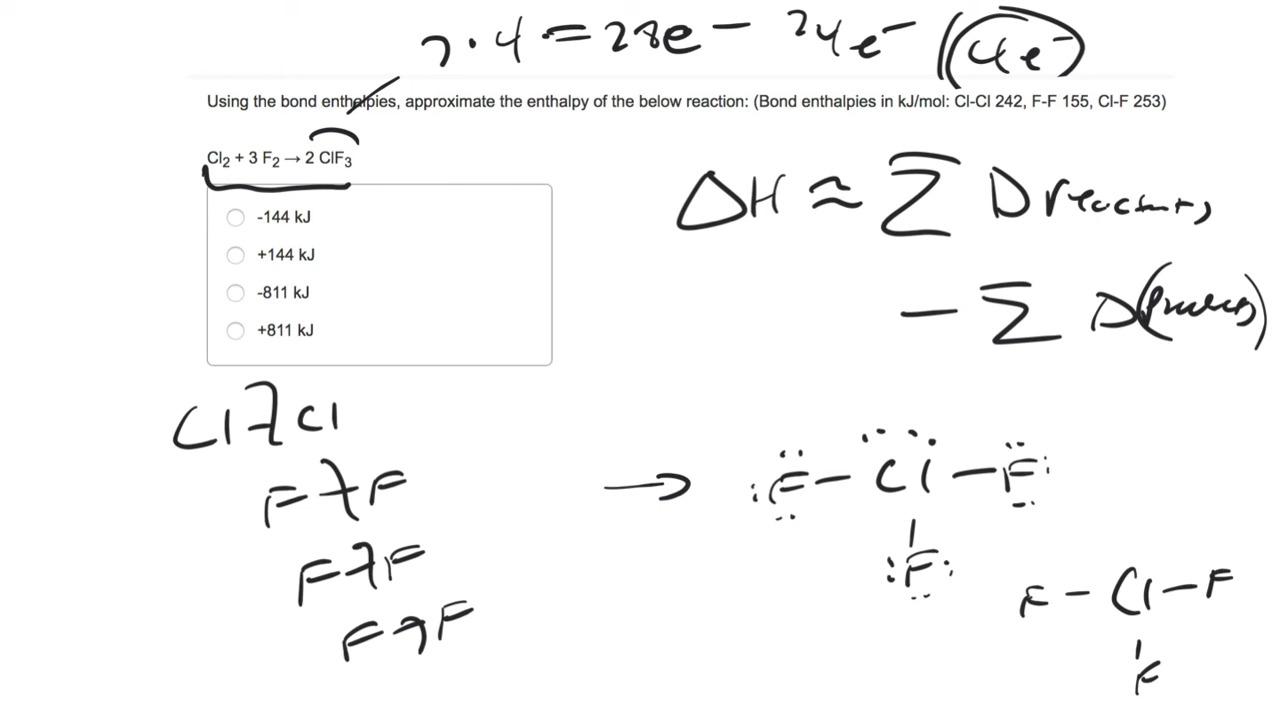 7 · 4 = 28e⁻ 24e⁻ (4e⁻)
Using the bond enthalpies, approximate the enthalpy of the below reaction: (Bond enthalpies in kJ/mol: Cl-Cl 242, F-F 155, Cl-F 253)
Cl₂ + 3 F₂ → 2 ClF₃
-144 kJ
+144 kJ
-811 kJ
+811 kJ
ΔH ≈ Σ D reactants
− Σ D
Cl Cl
F F
F F
F F
→ F − Cl − F
F
F − Cl − F
F